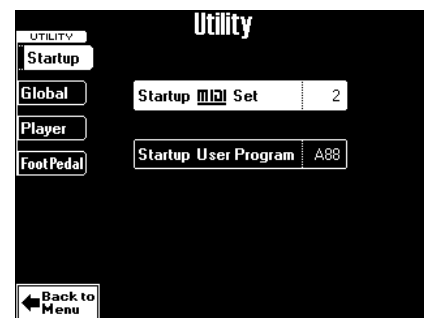 Utility
UTILITY
Startup
Global
Player
FootPedal
Startup MIDI Set 2
Startup User Program A88
Back to
Menu